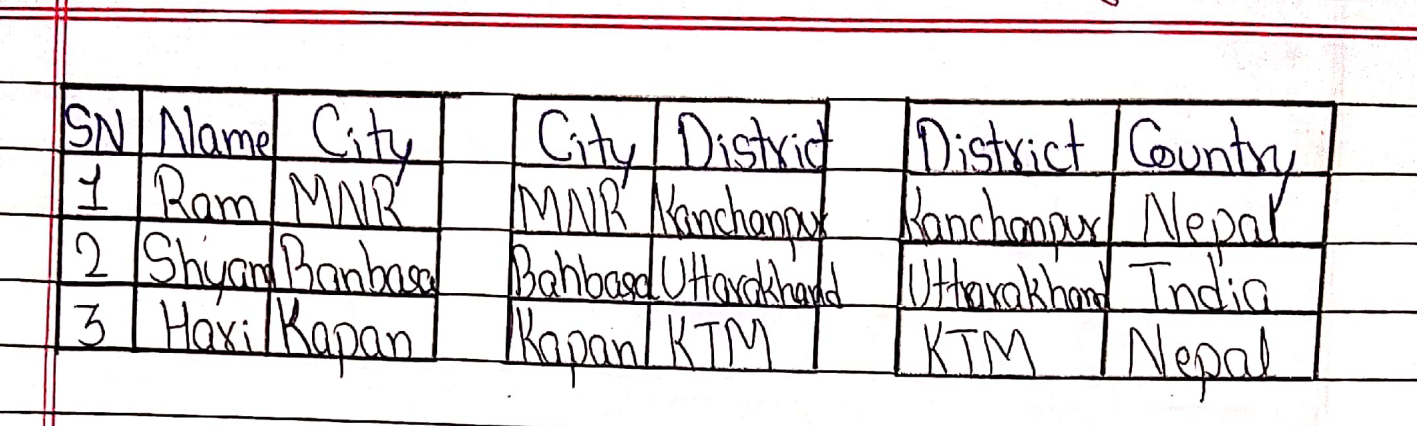 SN Name City City District District Country
1 Ram MNR MNR Kanchanpur Kanchanpur Nepal
2 Shyam Banbasa Bahbasa Uttarakhand Uttarakhand India
3 Hari Kapan Kapan KTM KTM Nepal